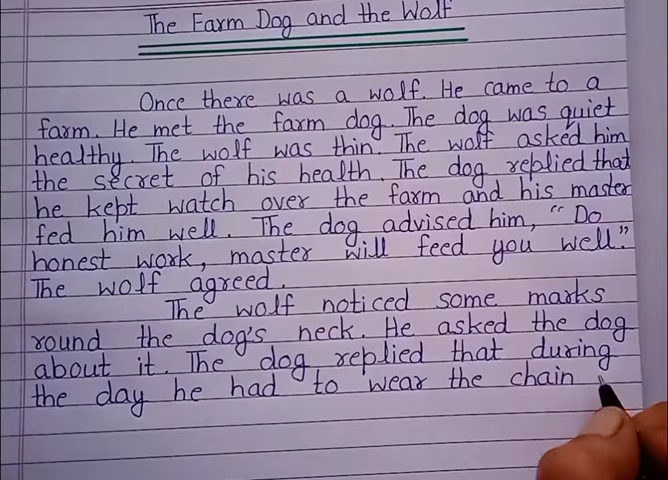 The Farm Dog and the Wolf
Once there was a wolf. He came to a
farm. He met the farm dog. The dog was quiet
healthy. The wolf was thin. The wolf asked him
the secret of his health. The dog replied that
he kept watch over the farm and his master
fed him well. The dog advised him, “Do
honest work, master will feed you well.”
The wolf agreed.
The wolf noticed some marks
round the dog's neck. He asked the dog
about it. The dog replied that during
the day he had to wear the chain